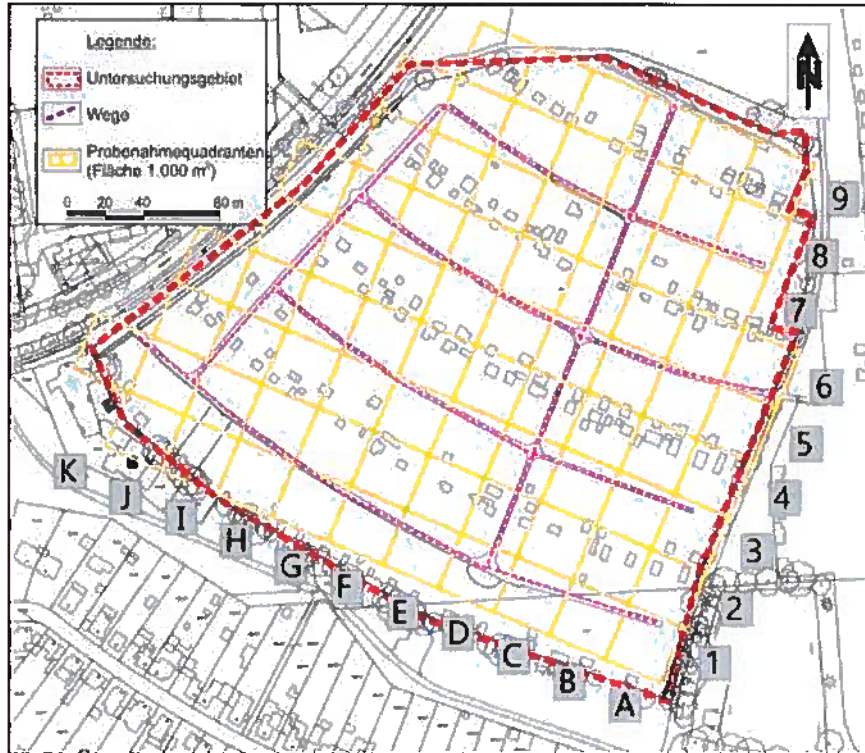 Legende:
Untersuchungsgebiet
Wege
Probenahmequadranten
(Fläche 1.000 m²)
0 20 40 80 m
N
9
8
7
6
5
4
3
2
1
K
J
I
H
G
F
E
D
C
B
A